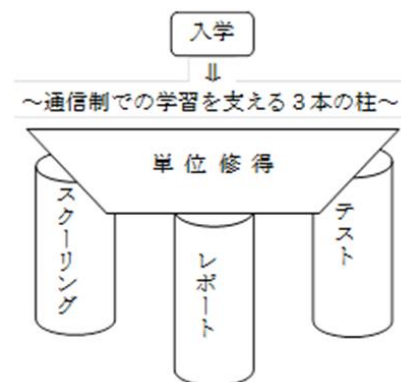 入学
⇓
～通信制での学習を支える３本の柱～
単位修得
スクーリング
レポート
テスト